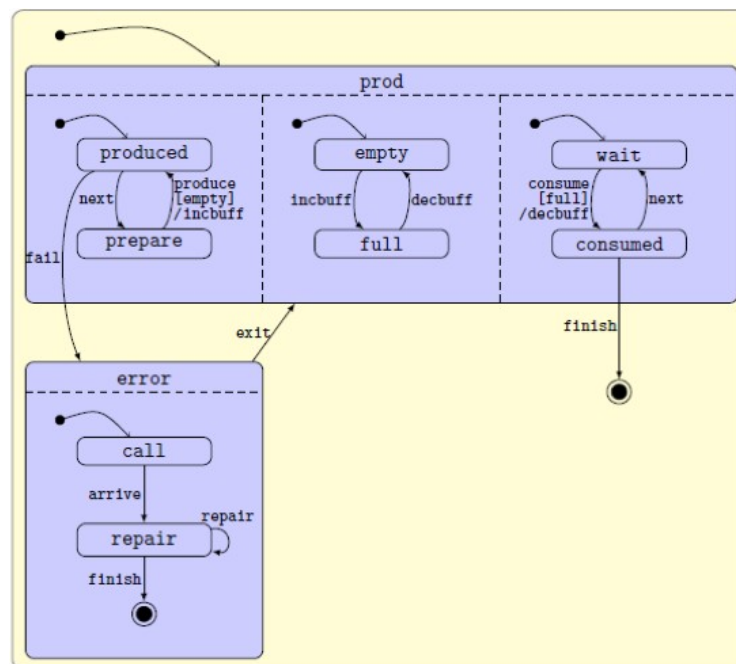 prod
produced
next
produce
[empty]
/incbuff
prepare
fail
empty
incbuff
decbuff
full
wait
consume
[full]
/decbuff
next
consumed
finish
exit
error
call
arrive
repair
repair
finish